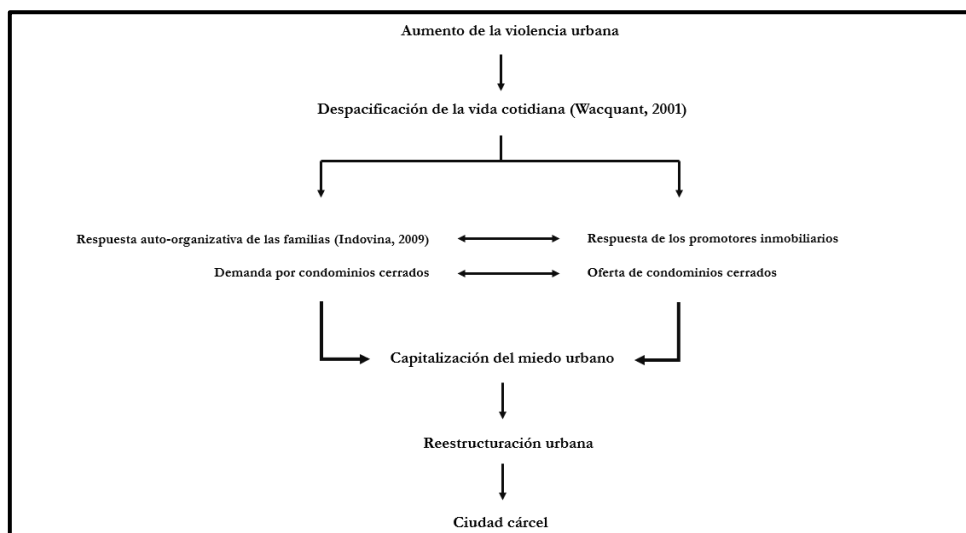 Aumento de la violencia urbana
Despacificación de la vida cotidiana (Wacquant, 2001)
Respuesta auto-organizativa de las familias (Indovina, 2009)
Respuesta de los promotores inmobiliarios
Demanda por condominios cerrados
Oferta de condominios cerrados
Capitalización del miedo urbano
Reestructuración urbana
Ciudad cárcel